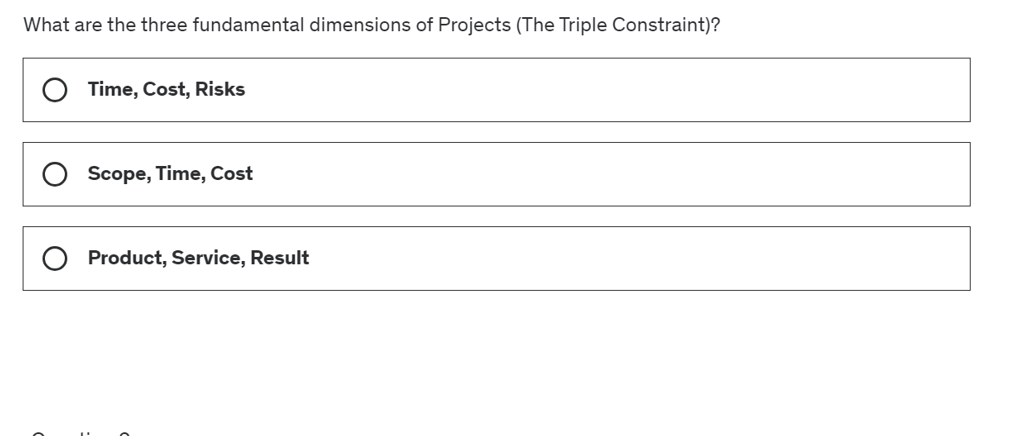 What are the three fundamental dimensions of Projects (The Triple Constraint)?
Time, Cost, Risks
Scope, Time, Cost
Product, Service, Result